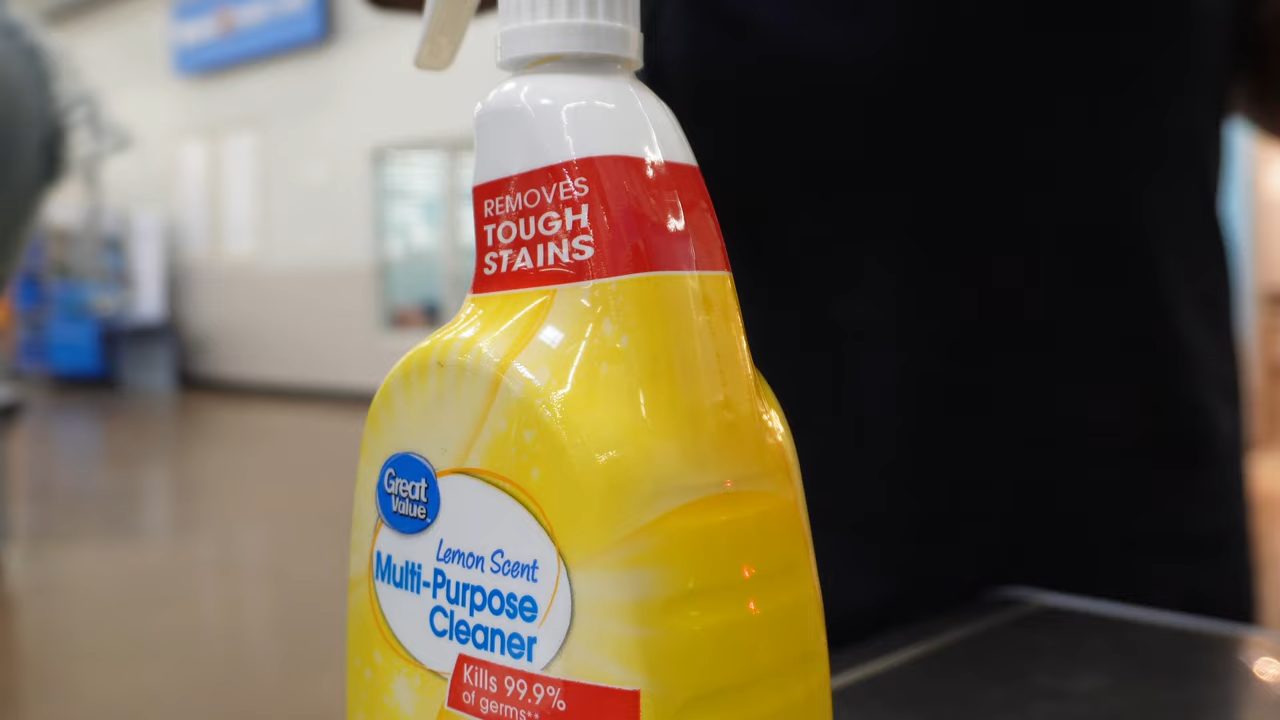 REMOVES
TOUGH
STAINS
Great
Value
Lemon Scent
Multi-Purpose
Cleaner
Kills 99.9%
of germs**